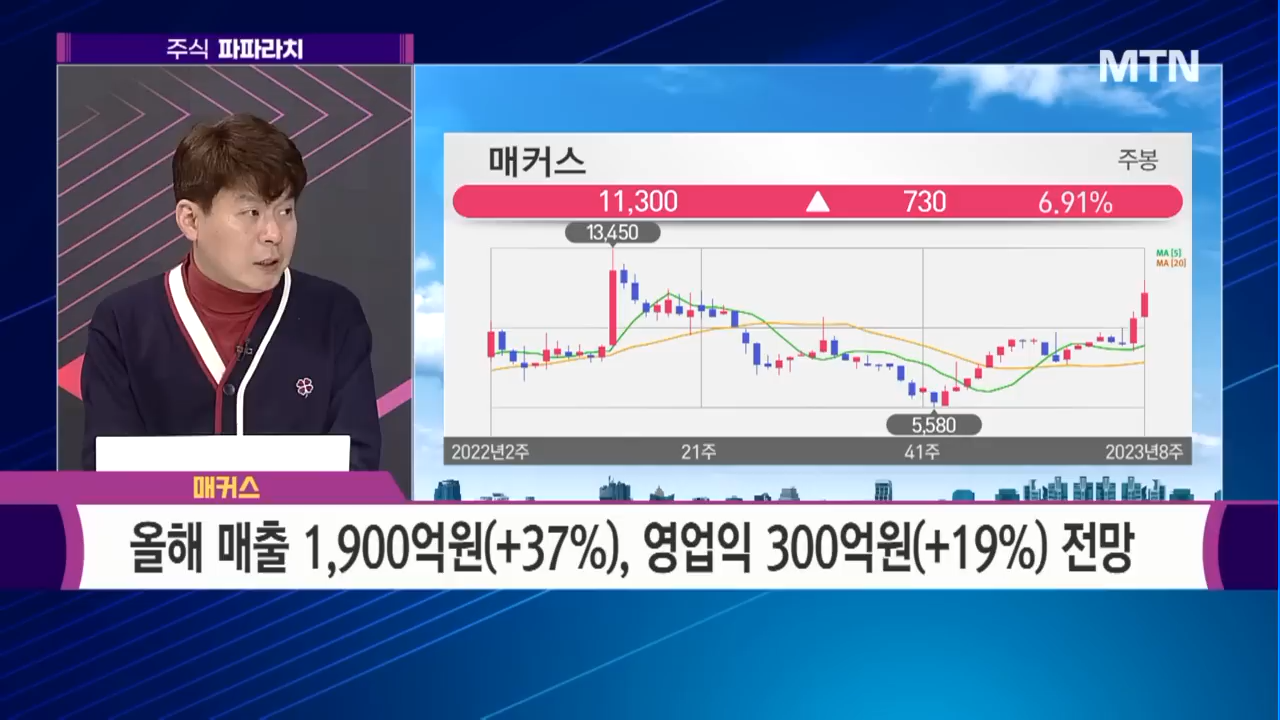 주식 파파라치
MTN
매커스
주봉
11,300 ▲ 730 6.91%
13,450
MA [5]
MA [20]
5,580
2022년2주 21주 41주 2023년8주
매커스
올해 매출 1,900억원(+37%), 영업익 300억원(+19%) 전망